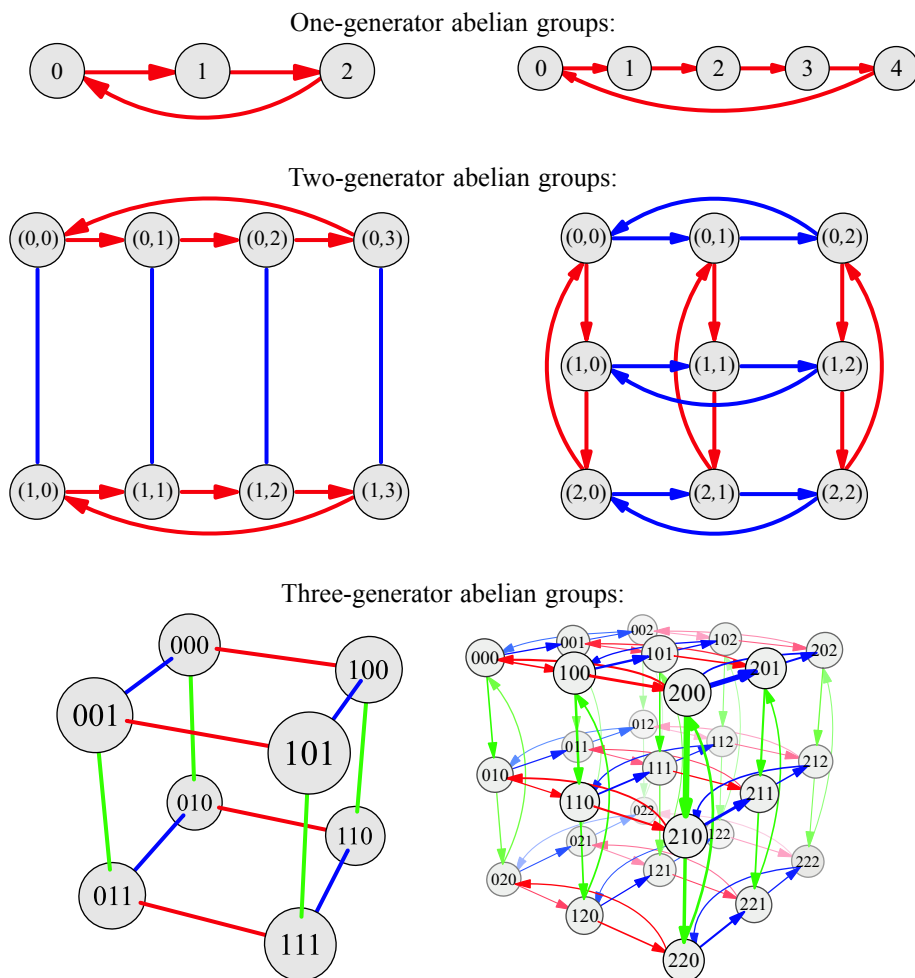 One-generator abelian groups:
0 1 2 0 1 2 3 4
Two-generator abelian groups:
(0,0) (0,1) (0,2) (0,3) (0,0) (0,1) (0,2)
(1,0) (1,1) (1,2)
(1,0) (1,1) (1,2) (1,3) (2,0) (2,1) (2,2)
Three-generator abelian groups:
000 100 001 101
010 110 011 111
002
001 102
000 101 202
100 201
200
012
011 112
010 111 212
110 211
022
210
021 122
020 121 222
120 221
220